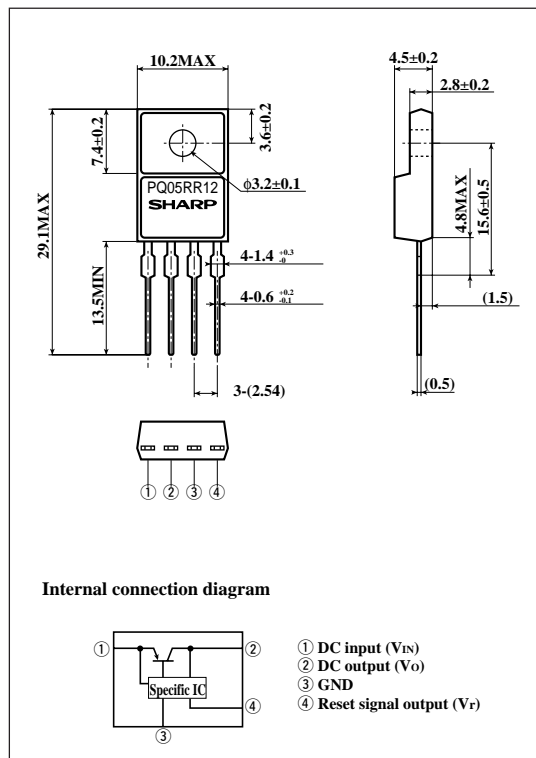 10.2MAX
4.5±0.2
2.8±0.2
7.4±0.2
3.6±0.2
29.1MAX
PQ05RR12
SHARP
ϕ3.2±0.1
4.8MAX
15.6±0.5
13.5MIN
4-1.4 +0.3 -0
4-0.6 +0.2 -0.1
(1.5)
3-(2.54)
(0.5)
① ② ③ ④
Internal connection diagram
① ②
Specific IC
④
③
① DC input (VIN)
② DC output (VO)
③ GND
④ Reset signal output (Vr)